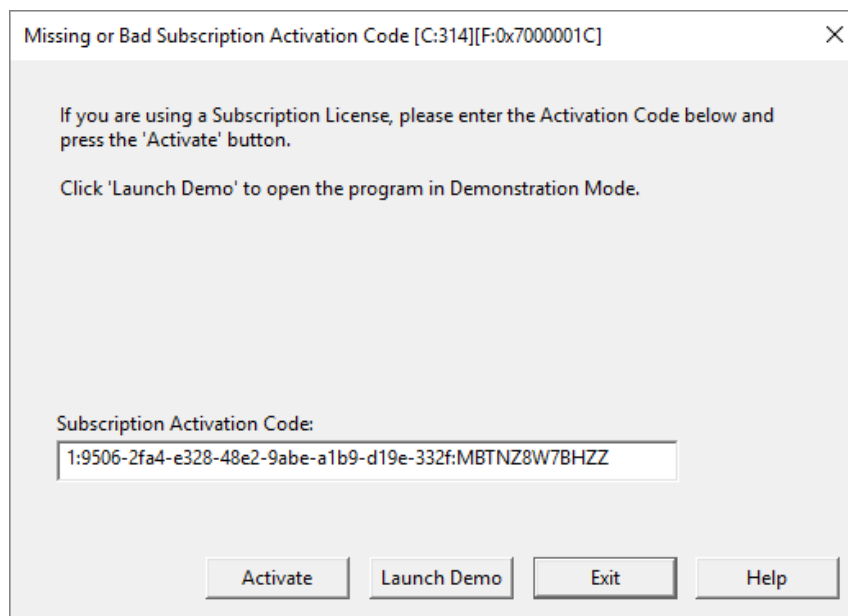 Missing or Bad Subscription Activation Code [C:314][F:0x7000001C]
If you are using a Subscription License, please enter the Activation Code below and
press the 'Activate' button.
Click 'Launch Demo' to open the program in Demonstration Mode.
Subscription Activation Code:
1:9506-2fa4-e328-48e2-9abe-a1b9-d19e-332f:MBTNZ8W7BHZZ
Activate
Launch Demo
Exit
Help